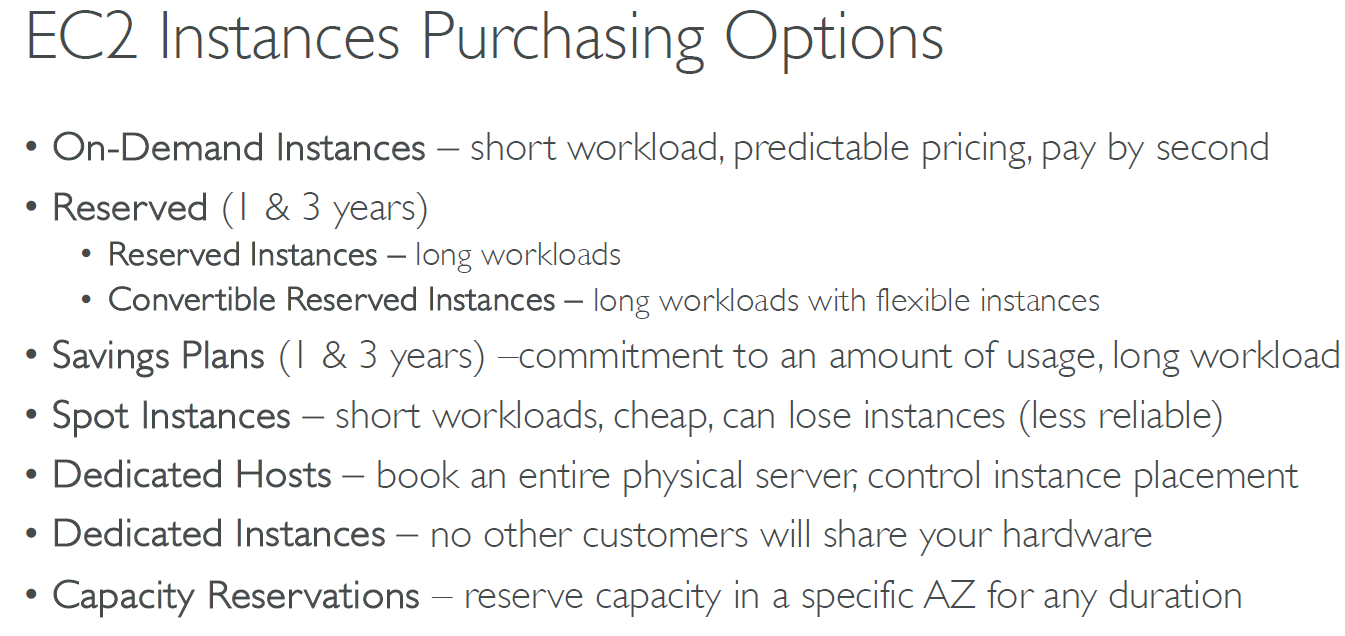 EC2 Instances Purchasing Options
• On-Demand Instances – short workload, predictable pricing, pay by second
• Reserved (1 & 3 years)
• Reserved Instances – long workloads
• Convertible Reserved Instances – long workloads with flexible instances
• Savings Plans (1 & 3 years) –commitment to an amount of usage, long workload
• Spot Instances – short workloads, cheap, can lose instances (less reliable)
• Dedicated Hosts – book an entire physical server, control instance placement
• Dedicated Instances – no other customers will share your hardware
• Capacity Reservations – reserve capacity in a specific AZ for any duration